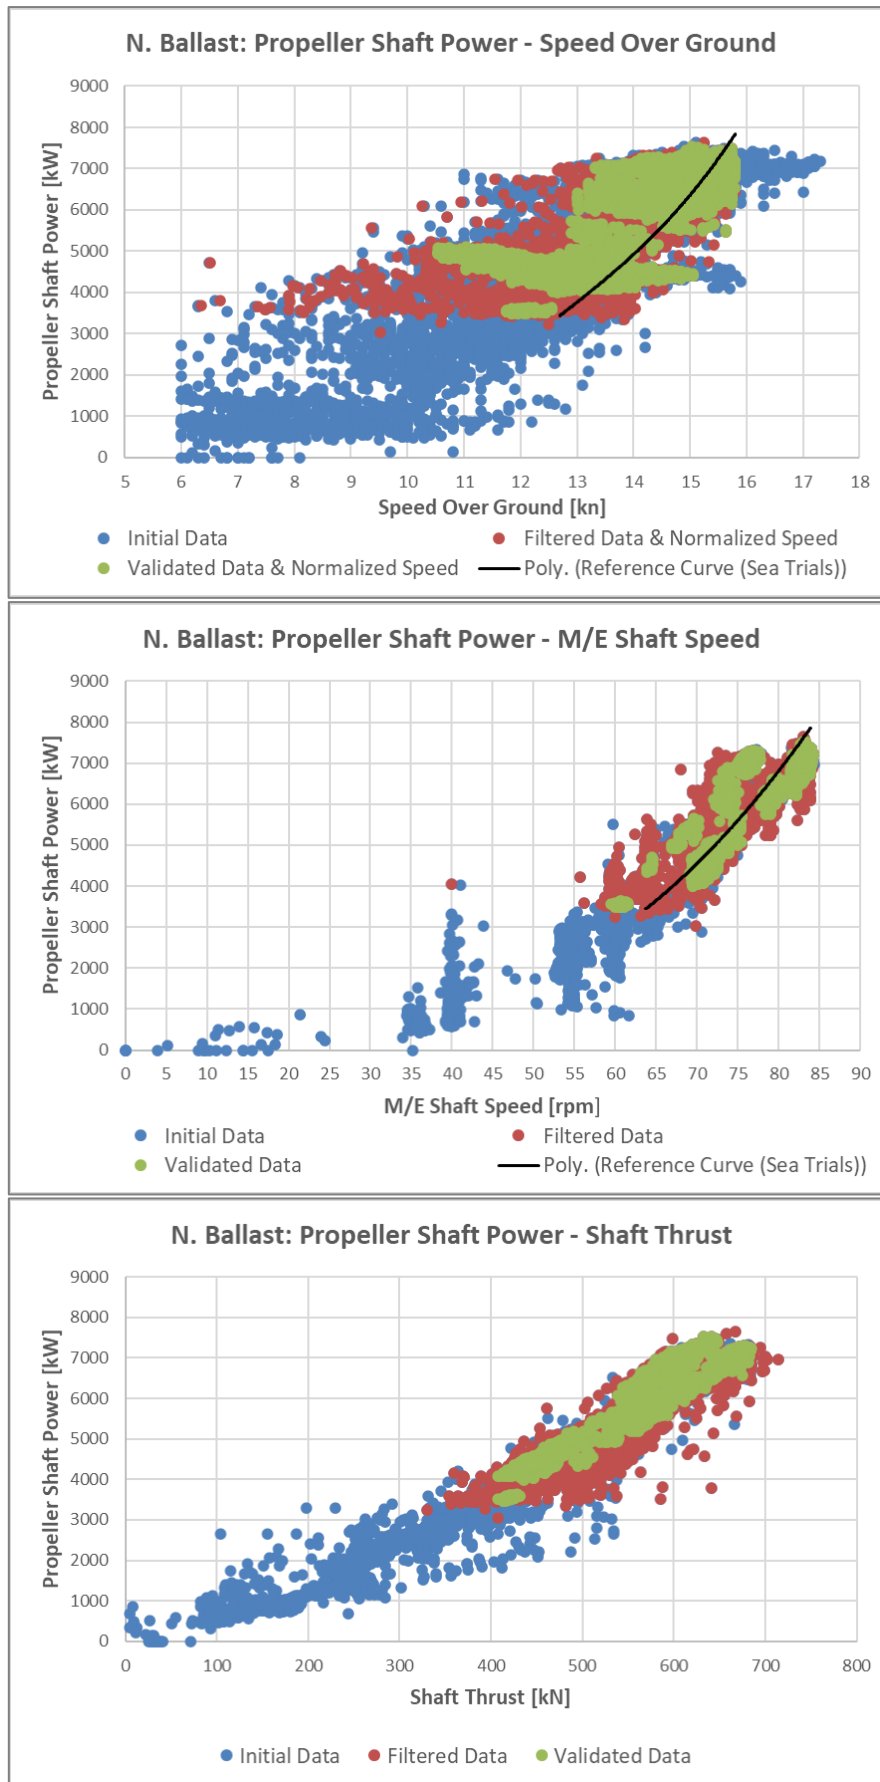 N. Ballast: Propeller Shaft Power - Speed Over Ground
Propeller Shaft Power [kW]
9000
8000
7000
6000
5000
4000
3000
2000
1000
0
5 6 7 8 9 10 11 12 13 14 15 16 17 18
Speed Over Ground [kn]
Initial Data Filtered Data & Normalized Speed
Validated Data & Normalized Speed Poly. (Reference Curve (Sea Trials))
N. Ballast: Propeller Shaft Power - M/E Shaft Speed
Propeller Shaft Power [kW]
9000
8000
7000
6000
5000
4000
3000
2000
1000
0
0 5 10 15 20 25 30 35 40 45 50 55 60 65 70 75 80 85 90
M/E Shaft Speed [rpm]
Initial Data Filtered Data
Validated Data Poly. (Reference Curve (Sea Trials))
N. Ballast: Propeller Shaft Power - Shaft Thrust
Propeller Shaft Power [kW]
9000
8000
7000
6000
5000
4000
3000
2000
1000
0
0 100 200 300 400 500 600 700 800
Shaft Thrust [kN]
Initial Data Filtered Data Validated Data